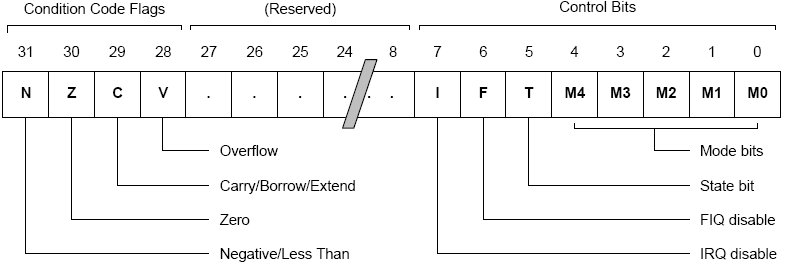 Condition Code Flags (Reserved) Control Bits
31 30 29 28 27 26 25 24 8 7 6 5 4 3 2 1 0
N Z C V . . . . . . I F T M4 M3 M2 M1 M0
Overflow Mode bits
Carry/Borrow/Extend State bit
Zero FIQ disable
Negative/Less Than IRQ disable